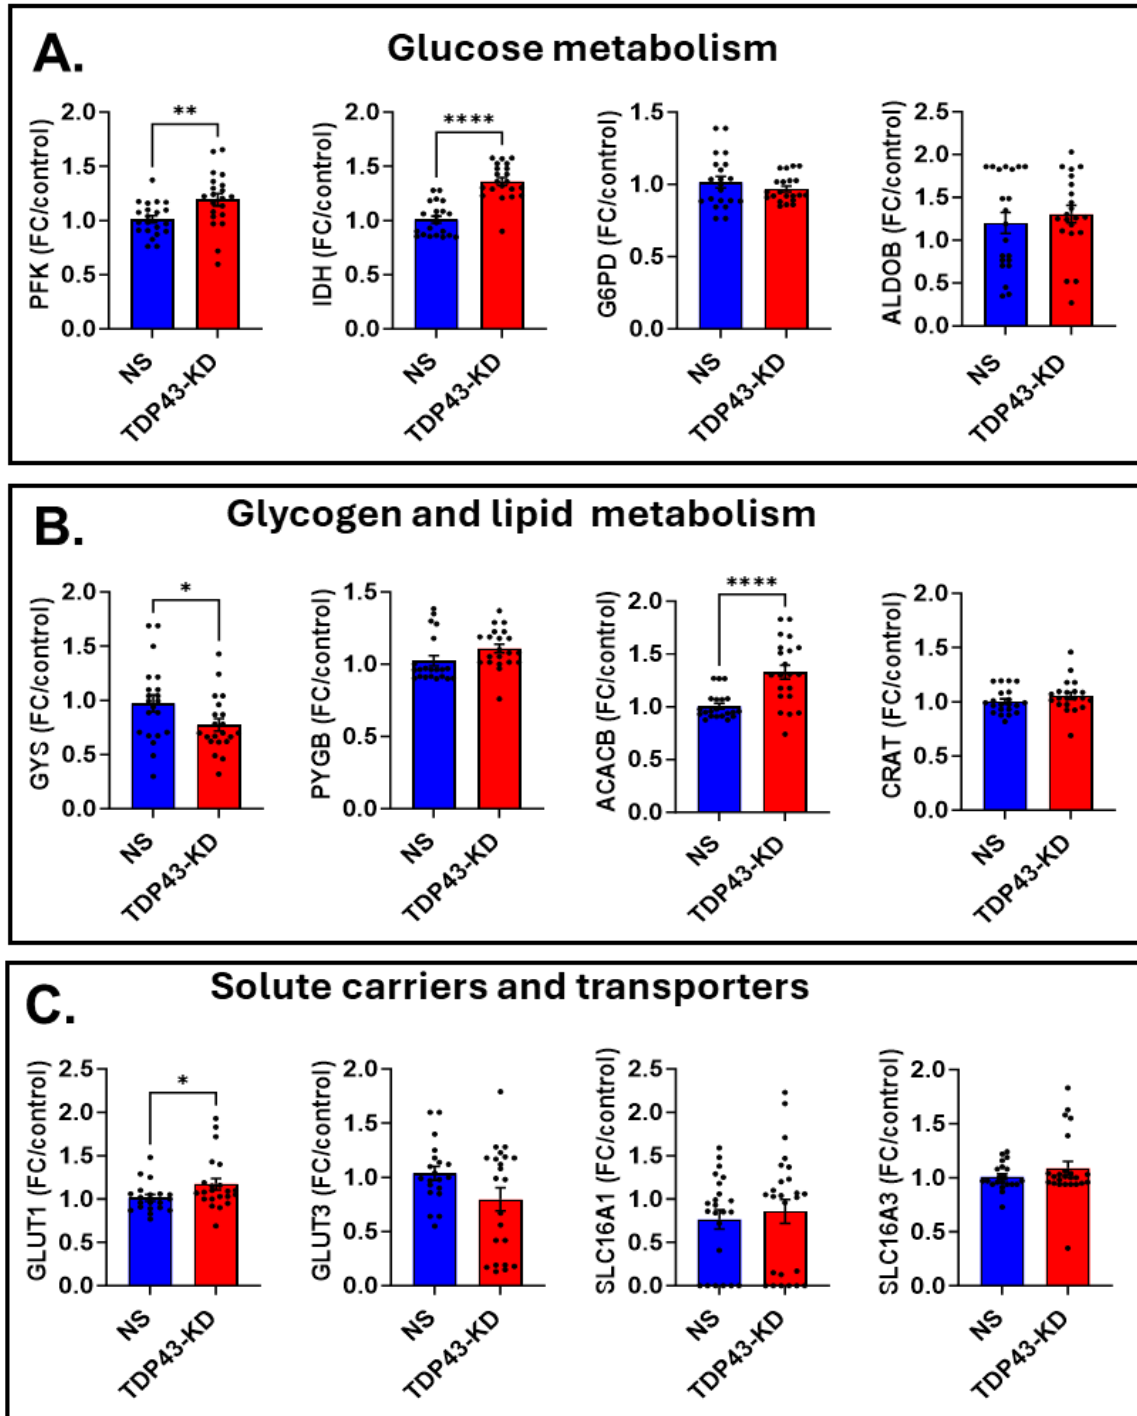 A.
Glucose metabolism
PFK (FC/control)
2.0
1.5
1.0
0.5
0.0
**
NS
TDP43-KD
IDH (FC/control)
2.0
1.5
1.0
0.5
0.0
****
NS
TDP43-KD
G6PD (FC/control)
1.5
1.0
0.5
0.0
NS
TDP43-KD
ALDOB (FC/control)
2.5
2.0
1.5
1.0
0.5
0.0
NS
TDP43-KD
B.
Glycogen and lipid metabolism
GYS (FC/control)
2.0
1.5
1.0
0.5
0.0
*
NS
TDP43-KD
PYGB (FC/control)
1.5
1.0
0.5
0.0
NS
TDP43-KD
ACACB (FC/control)
2.0
1.5
1.0
0.5
0.0
****
NS
TDP43-KD
CRAT (FC/control)
2.0
1.5
1.0
0.5
0.0
NS
TDP43-KD
C.
Solute carriers and transporters
GLUT1 (FC/control)
2.5
2.0
1.5
1.0
0.5
0.0
*
NS
TDP43-KD
GLUT3 (FC/control)
2.0
1.5
1.0
0.5
0.0
NS
TDP43-KD
SLC16A1 (FC/control)
2.5
2.0
1.5
1.0
0.5
0.0
NS
TDP43-KD
SLC16A3 (FC/control)
2.0
1.5
1.0
0.5
0.0
NS
TDP43-KD